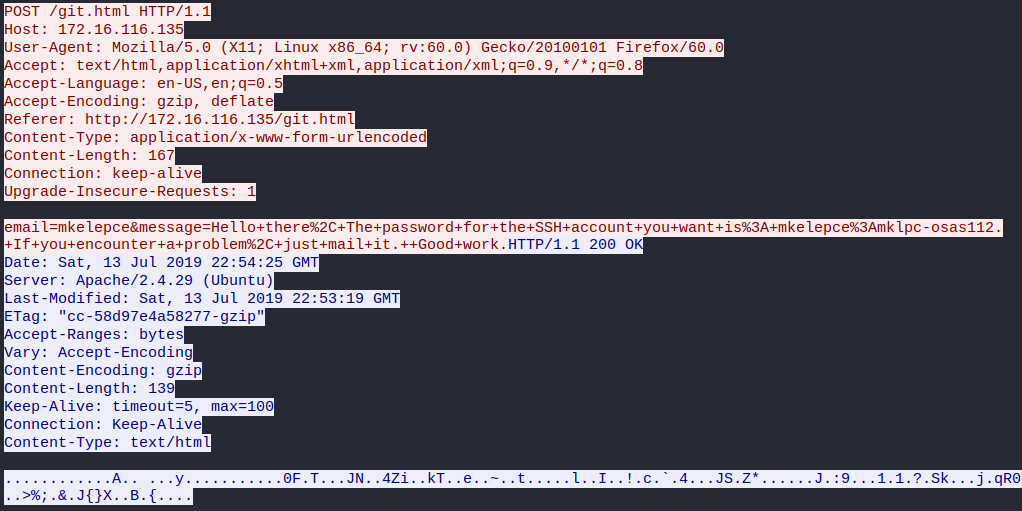 POST /git.html HTTP/1.1
Host: 172.16.116.135
User-Agent: Mozilla/5.0 (X11; Linux x86_64; rv:60.0) Gecko/20100101 Firefox/60.0
Accept: text/html,application/xhtml+xml,application/xml;q=0.9,*/*;q=0.8
Accept-Language: en-US,en;q=0.5
Accept-Encoding: gzip, deflate
Referer: http://172.16.116.135/git.html
Content-Type: application/x-www-form-urlencoded
Content-Length: 167
Connection: keep-alive
Upgrade-Insecure-Requests: 1
email=mkelepce&message=Hello+there%2C+The+password+for+the+SSH+account+you+want+is%3A+mkelepce%3Amklpc-osas112.
+If+you+encounter+a+problem%2C+just+mail+it.++Good+work.HTTP/1.1 200 OK
Date: Sat, 13 Jul 2019 22:54:25 GMT
Server: Apache/2.4.29 (Ubuntu)
Last-Modified: Sat, 13 Jul 2019 22:53:19 GMT
ETag: "cc-58d97e4a58277-gzip"
Accept-Ranges: bytes
Vary: Accept-Encoding
Content-Encoding: gzip
Content-Length: 139
Keep-Alive: timeout=5, max=100
Connection: Keep-Alive
Content-Type: text/html
............A.. ...y...........0F.T...JN..4Zi..kT..e..~..t.....l..I..!.c.`.4...JS.Z*......J.:9...1.1.?.Sk...j.qR0
..>%;.&.J{}X..B.{....